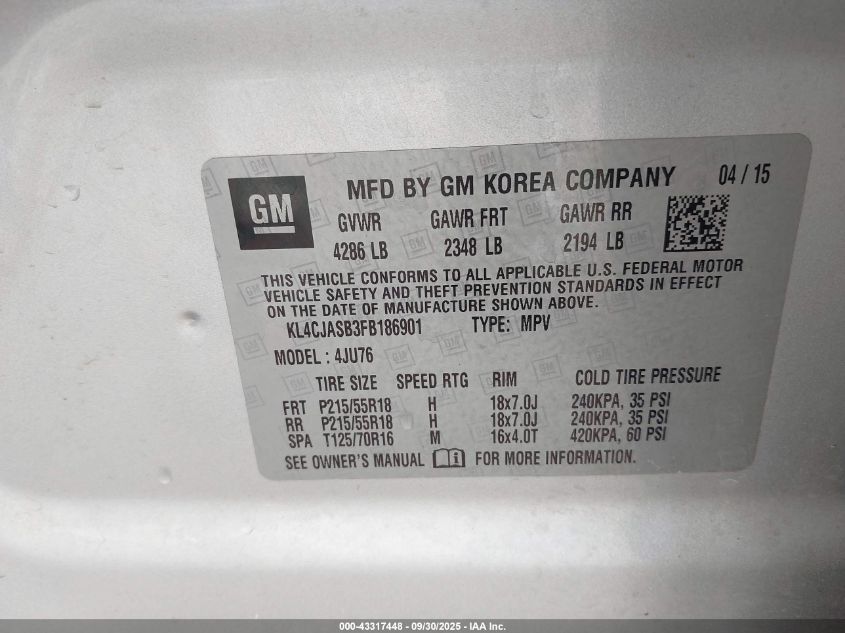 GM
MFD BY GM KOREA COMPANY 04 / 15
GVWR GAWR FRT GAWR RR
4286 LB 2348 LB 2194 LB
THIS VEHICLE CONFORMS TO ALL APPLICABLE U.S. FEDERAL MOTOR
VEHICLE SAFETY AND THEFT PREVENTION STANDARDS IN EFFECT
ON THE DATE OF MANUFACTURE SHOWN ABOVE.
KL4CJASB3FB186901 TYPE: MPV
MODEL : 4JU76
TIRE SIZE SPEED RTG RIM COLD TIRE PRESSURE
FRT P215/55R18 H 18x7.0J 240KPA, 35 PSI
RR P215/55R18 H 18x7.0J 240KPA, 35 PSI
SPA T125/70R16 M 16x4.0T 420KPA, 60 PSI
SEE OWNER'S MANUAL FOR MORE INFORMATION.
000-43317448 - 09/30/2025 - IAA Inc.